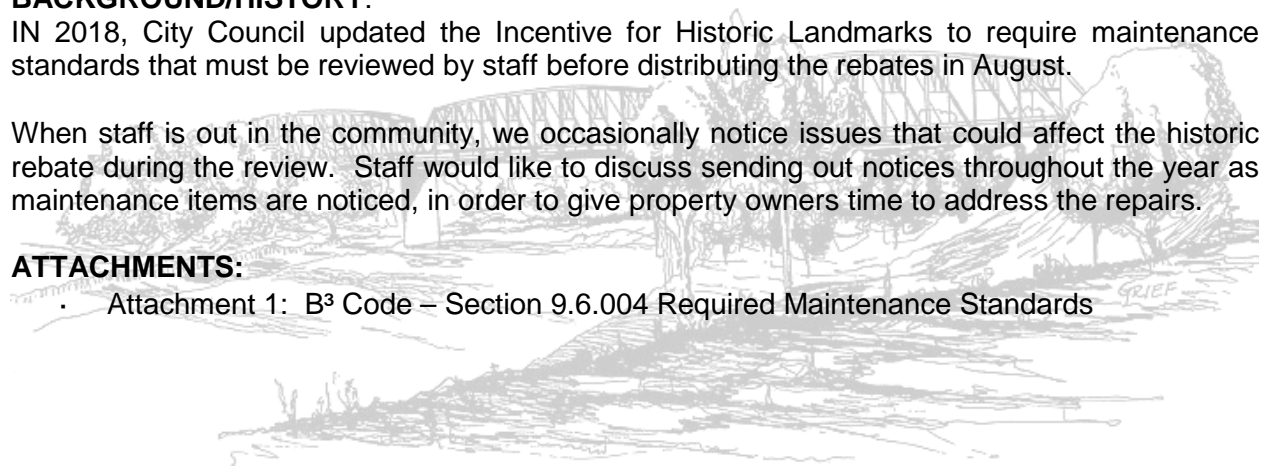 BACKGROUND/HISTORY:
IN 2018, City Council updated the Incentive for Historic Landmarks to require maintenance
standards that must be reviewed by staff before distributing the rebates in August.
When staff is out in the community, we occasionally notice issues that could affect the historic
rebate during the review. Staff would like to discuss sending out notices throughout the year as
maintenance items are noticed, in order to give property owners time to address the repairs.
ATTACHMENTS:
· Attachment 1: B³ Code – Section 9.6.004 Required Maintenance Standards
GRIEF